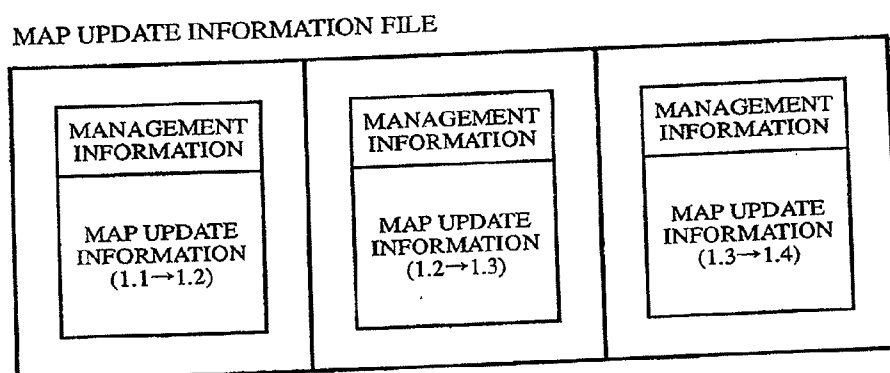 MAP UPDATE INFORMATION FILE
MANAGEMENT
INFORMATION
MAP UPDATE
INFORMATION
(1.1→1.2)
MANAGEMENT
INFORMATION
MAP UPDATE
INFORMATION
(1.2→1.3)
MANAGEMENT
INFORMATION
MAP UPDATE
INFORMATION
(1.3→1.4)